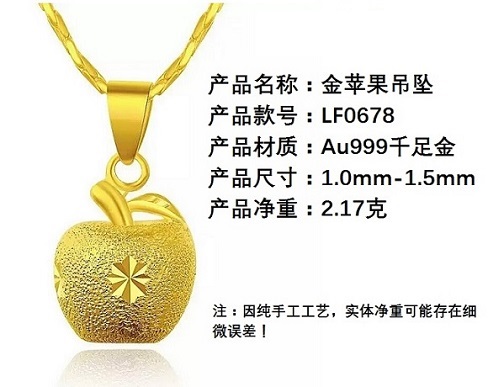 产品名称：金苹果吊坠
产品款号：LF0678
产品材质：Au999千足金
产品尺寸：1.0mm-1.5mm
产品净重：2.17克
注：因纯手工工艺，实体净重可能存在细
微误差！